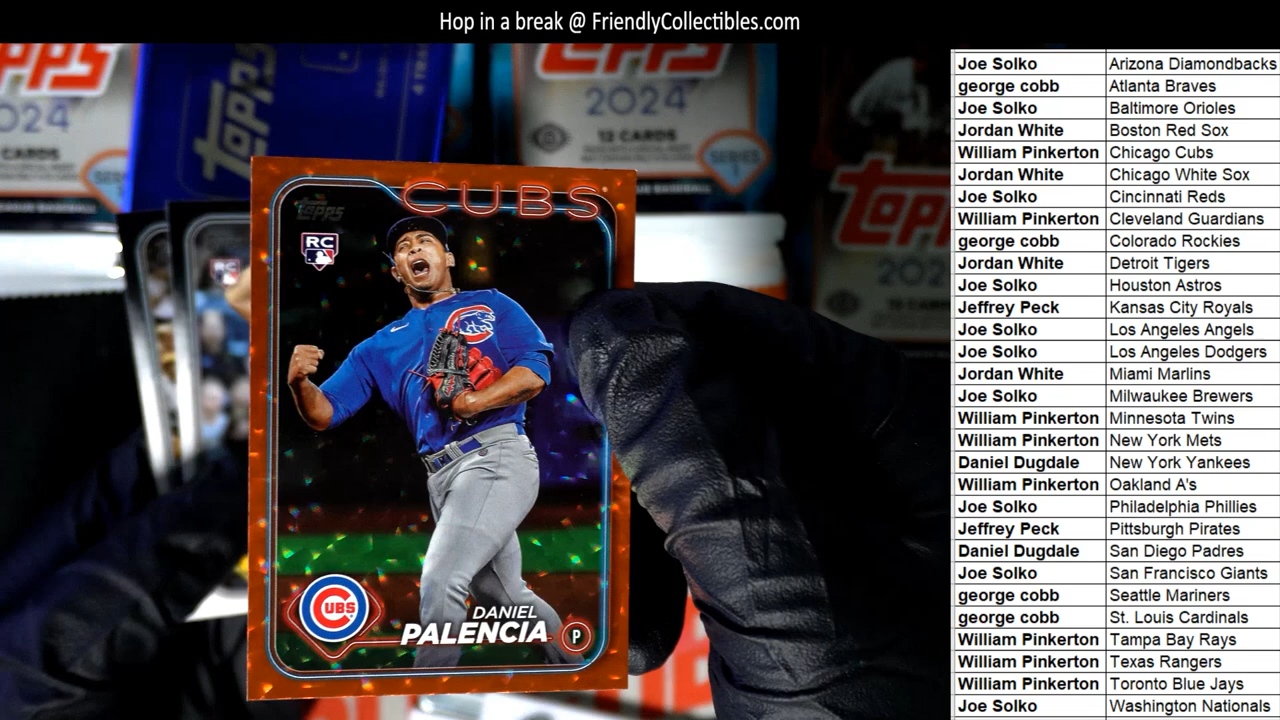 Hop in a break @ FriendlyCollectibles.com
Joe Solko Arizona Diamondbacks
george cobb Atlanta Braves
Joe Solko Baltimore Orioles
Jordan White Boston Red Sox
William Pinkerton Chicago Cubs
Jordan White Chicago White Sox
Joe Solko Cincinnati Reds
William Pinkerton Cleveland Guardians
george cobb Colorado Rockies
Jordan White Detroit Tigers
Joe Solko Houston Astros
Jeffrey Peck Kansas City Royals
Joe Solko Los Angeles Angels
Joe Solko Los Angeles Dodgers
Jordan White Miami Marlins
Joe Solko Milwaukee Brewers
William Pinkerton Minnesota Twins
William Pinkerton New York Mets
Daniel Dugdale New York Yankees
William Pinkerton Oakland A's
Joe Solko Philadelphia Phillies
Jeffrey Peck Pittsburgh Pirates
Daniel Dugdale San Diego Padres
Joe Solko San Francisco Giants
george cobb Seattle Mariners
george cobb St. Louis Cardinals
William Pinkerton Tampa Bay Rays
William Pinkerton Texas Rangers
William Pinkerton Toronto Blue Jays
Joe Solko Washington Nationals
CUBS
TOPPS
RC
CUBS
DANIEL
PALENCIA P
topps
2024
12 CARDS
SERIES
1
RC